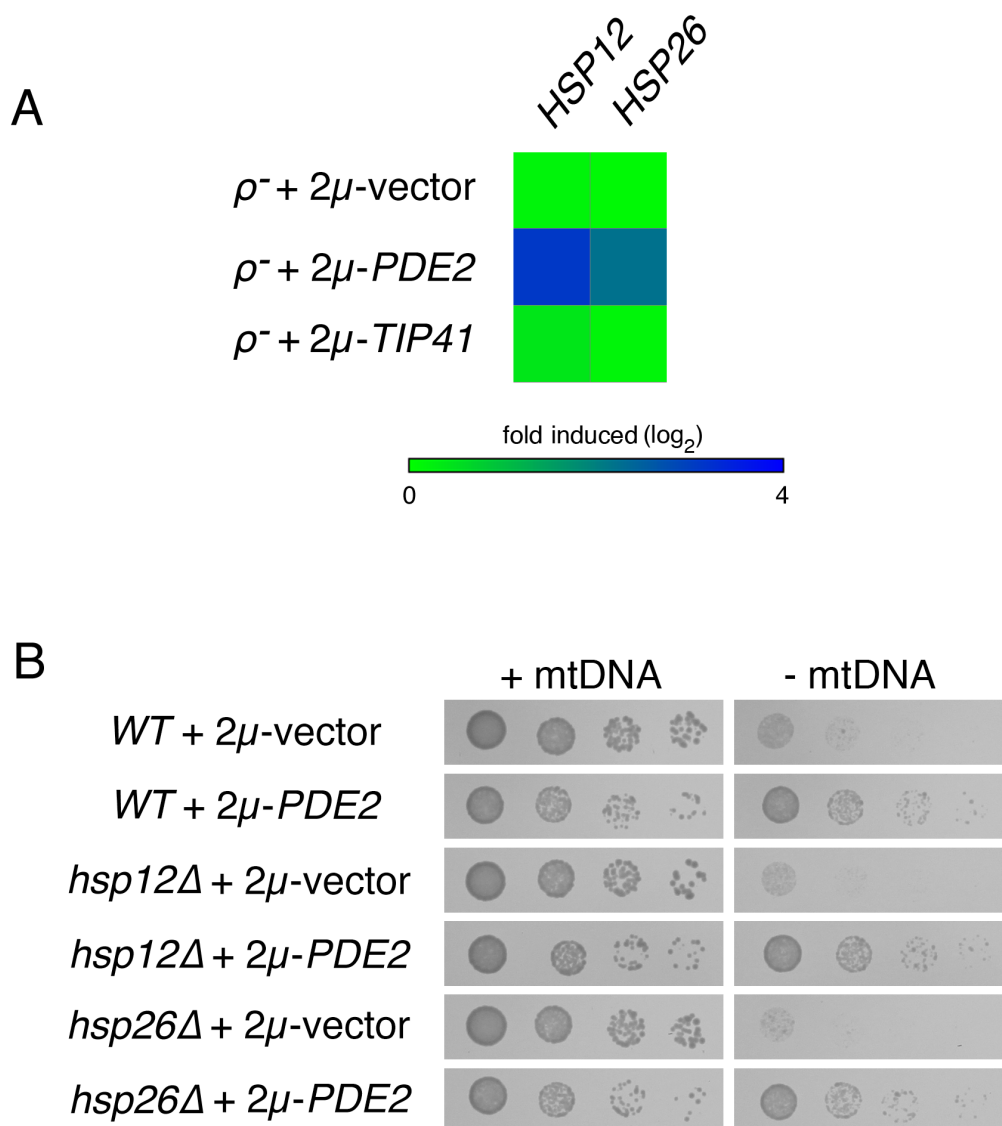 A
HSP12 HSP26
ρ⁻ + 2μ-vector
ρ⁻ + 2μ-PDE2
ρ⁻ + 2μ-TIP41
fold induced (log₂)
0 4
B
+ mtDNA - mtDNA
WT + 2μ-vector
WT + 2μ-PDE2
hsp12Δ + 2μ-vector
hsp12Δ + 2μ-PDE2
hsp26Δ + 2μ-vector
hsp26Δ + 2μ-PDE2